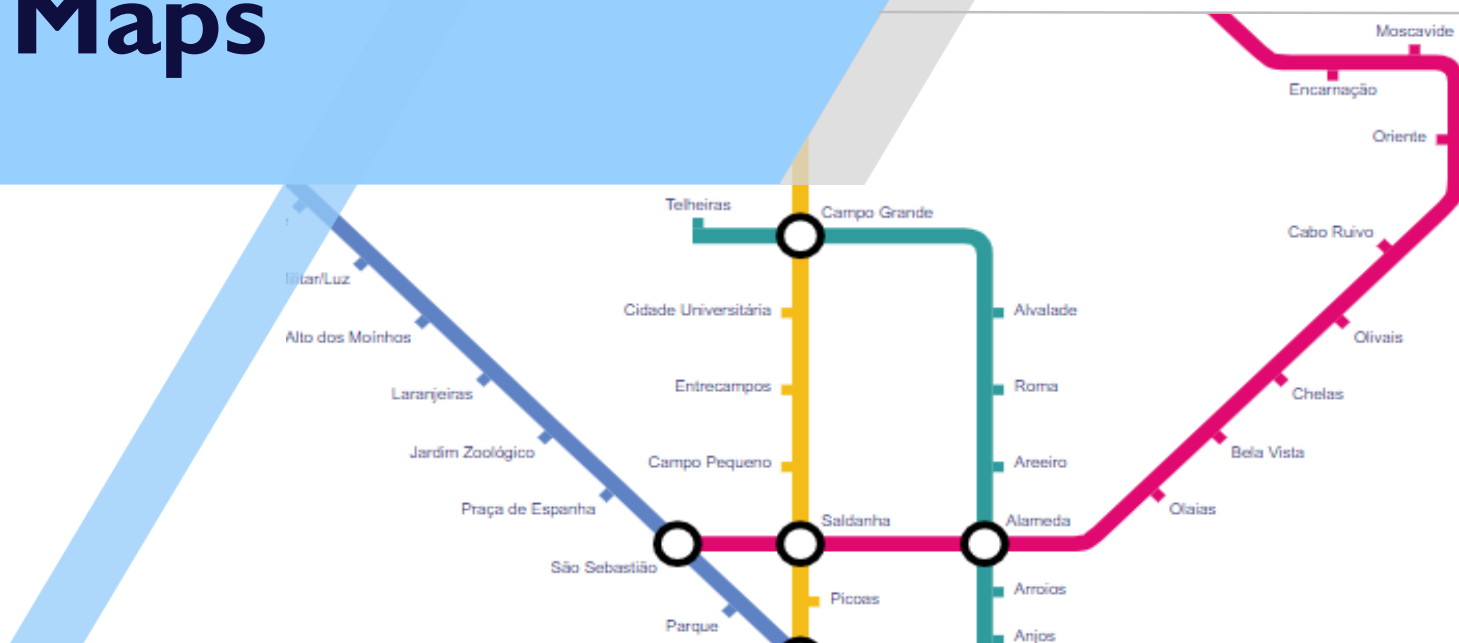 Maps
Moscavide
Encarnação
Oriente
Telheiras
Campo Grande
Cabo Ruivo
Alto dos Moinhos
Cidade Universitária
Alvalade
Olivais
Laranjeiras
Entrecampos
Roma
Chelas
Jardim Zoológico
Campo Pequeno
Areeiro
Bela Vista
Praça de Espanha
Saldanha
Alameda
Olaias
São Sebastião
Picoas
Arroios
Parque
Anjos